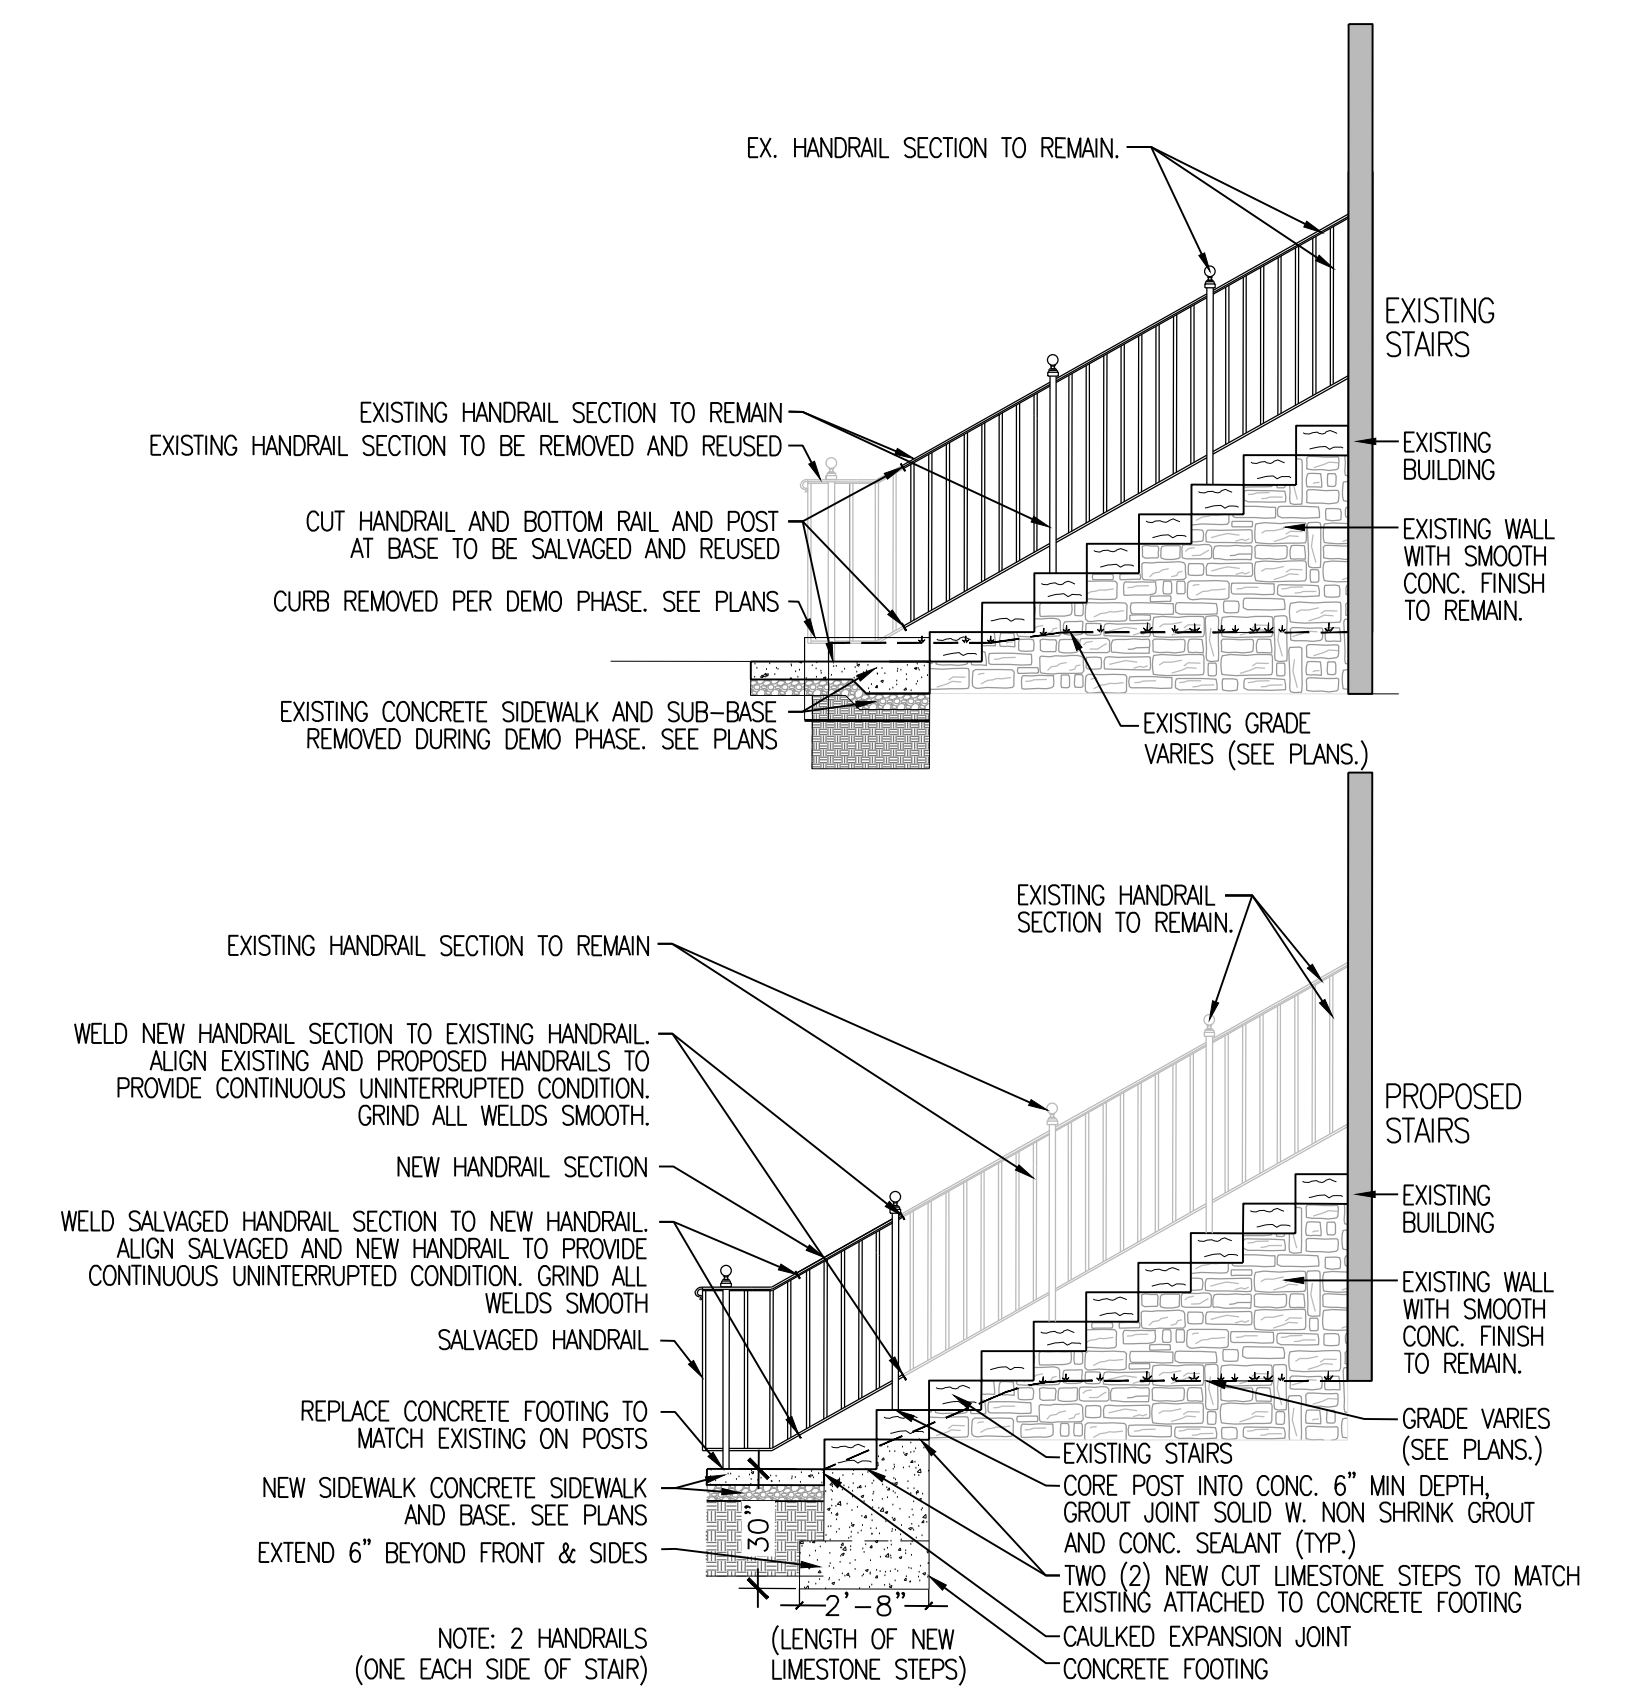 EX. HANDRAIL SECTION TO REMAIN.
EXISTING
STAIRS
EXISTING HANDRAIL SECTION TO REMAIN
EXISTING HANDRAIL SECTION TO BE REMOVED AND REUSED
EXISTING
BUILDING
CUT HANDRAIL AND BOTTOM RAIL AND POST
AT BASE TO BE SALVAGED AND REUSED
EXISTING WALL
WITH SMOOTH
CONC. FINISH
TO REMAIN.
CURB REMOVED PER DEMO PHASE. SEE PLANS
EXISTING CONCRETE SIDEWALK AND SUB-BASE
REMOVED DURING DEMO PHASE. SEE PLANS
EXISTING GRADE
VARIES (SEE PLANS.)
EXISTING HANDRAIL
SECTION TO REMAIN.
EXISTING HANDRAIL SECTION TO REMAIN
WELD NEW HANDRAIL SECTION TO EXISTING HANDRAIL.
ALIGN EXISTING AND PROPOSED HANDRAILS TO
PROVIDE CONTINUOUS UNINTERRUPTED CONDITION.
GRIND ALL WELDS SMOOTH.
PROPOSED
STAIRS
NEW HANDRAIL SECTION
EXISTING
BUILDING
WELD SALVAGED HANDRAIL SECTION TO NEW HANDRAIL.
ALIGN SALVAGED AND NEW HANDRAIL TO PROVIDE
CONTINUOUS UNINTERRUPTED CONDITION. GRIND ALL
WELDS SMOOTH
EXISTING WALL
WITH SMOOTH
CONC. FINISH
TO REMAIN.
SALVAGED HANDRAIL
REPLACE CONCRETE FOOTING TO
MATCH EXISTING ON POSTS
GRADE VARIES
(SEE PLANS.)
NEW SIDEWALK CONCRETE SIDEWALK
AND BASE. SEE PLANS
EXTEND 6" BEYOND FRONT & SIDES
30"
2'-8"
(LENGTH OF NEW
LIMESTONE STEPS)
EXISTING STAIRS
CORE POST INTO CONC. 6" MIN DEPTH,
GROUT JOINT SOLID W. NON SHRINK GROUT
AND CONC. SEALANT (TYP.)
TWO (2) NEW CUT LIMESTONE STEPS TO MATCH
EXISTING ATTACHED TO CONCRETE FOOTING
CAULKED EXPANSION JOINT
CONCRETE FOOTING
NOTE: 2 HANDRAILS
(ONE EACH SIDE OF STAIR)